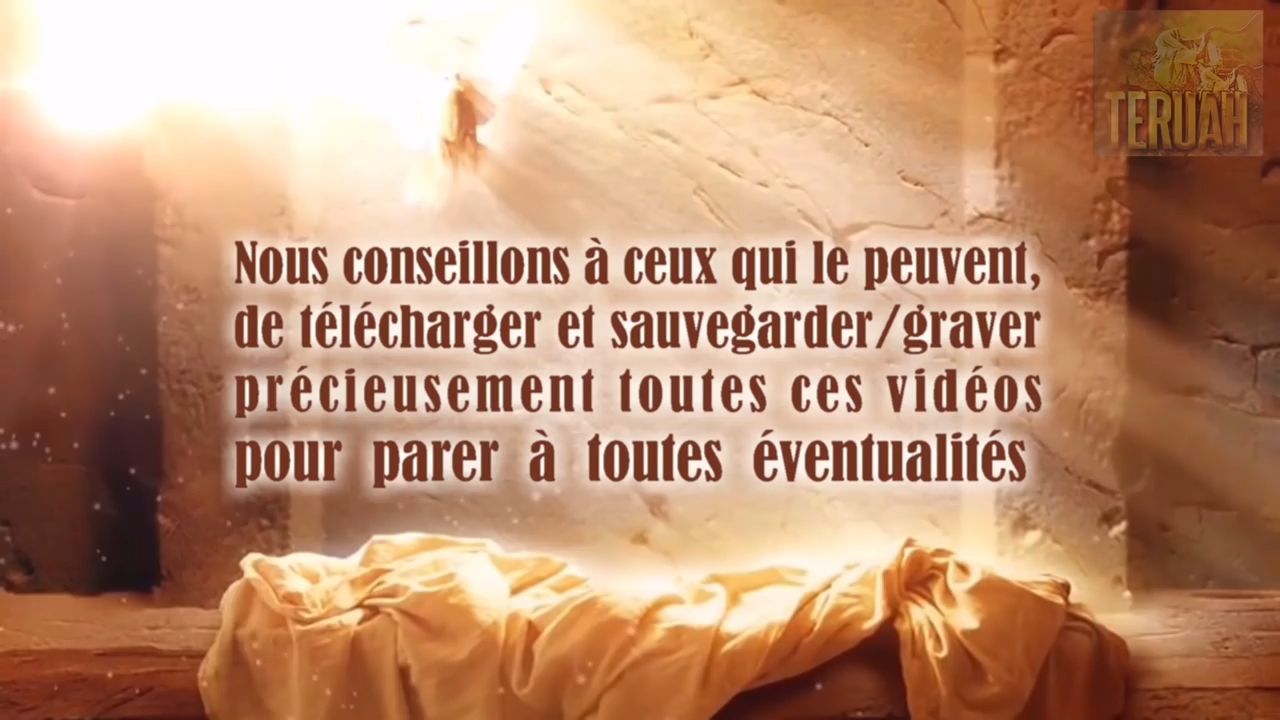 TERUAH
Nous conseillons à ceux qui le peuvent,
de télécharger et sauvegarder/graver
précieusement toutes ces vidéos
pour parer à toutes éventualités